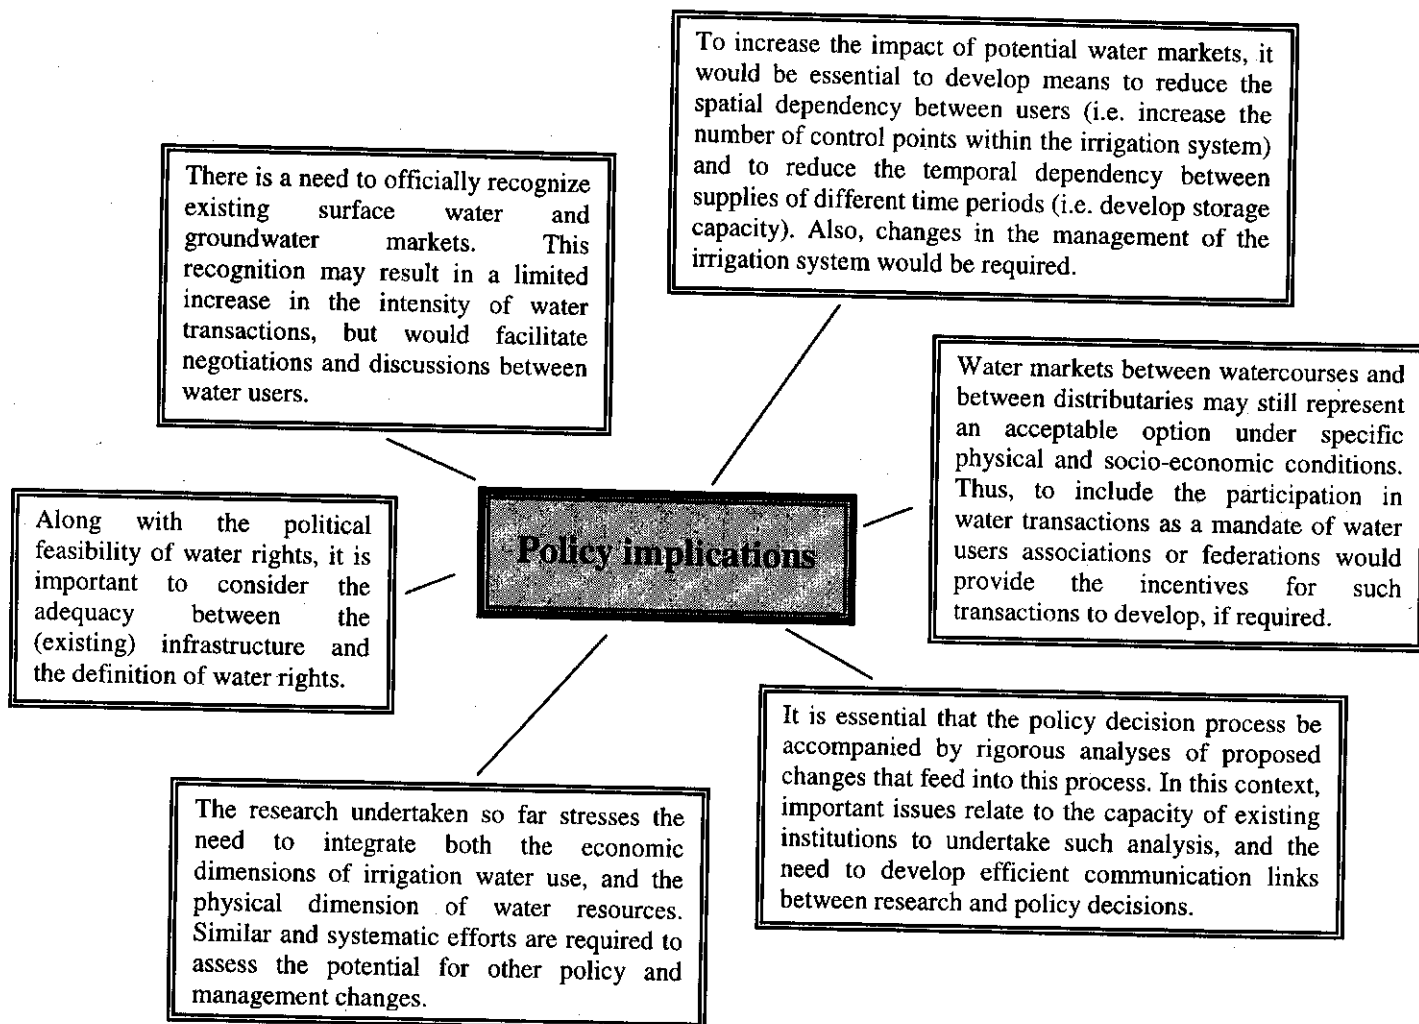 To increase the impact of potential water markets, it
would be essential to develop means to reduce the
spatial dependency between users (i.e. increase the
number of control points within the irrigation system)
and to reduce the temporal dependency between
supplies of different time periods (i.e. develop storage
capacity). Also, changes in the management of the
irrigation system would be required.
There is a need to officially recognize
existing surface water and
groundwater markets. This
recognition may result in a limited
increase in the intensity of water
transactions, but would facilitate
negotiations and discussions between
water users.
Water markets between watercourses and
between distributaries may still represent
an acceptable option under specific
physical and socio-economic conditions.
Thus, to include the participation in
water transactions as a mandate of water
users associations or federations would
provide the incentives for such
transactions to develop, if required.
Policy implications
Along with the political
feasibility of water rights, it is
important to consider the
adequacy between the
(existing) infrastructure and
the definition of water rights.
It is essential that the policy decision process be
accompanied by rigorous analyses of proposed
changes that feed into this process. In this context,
important issues relate to the capacity of existing
institutions to undertake such analysis, and the
need to develop efficient communication links
between research and policy decisions.
The research undertaken so far stresses the
need to integrate both the economic
dimensions of irrigation water use, and the
physical dimension of water resources.
Similar and systematic efforts are required to
assess the potential for other policy and
management changes.